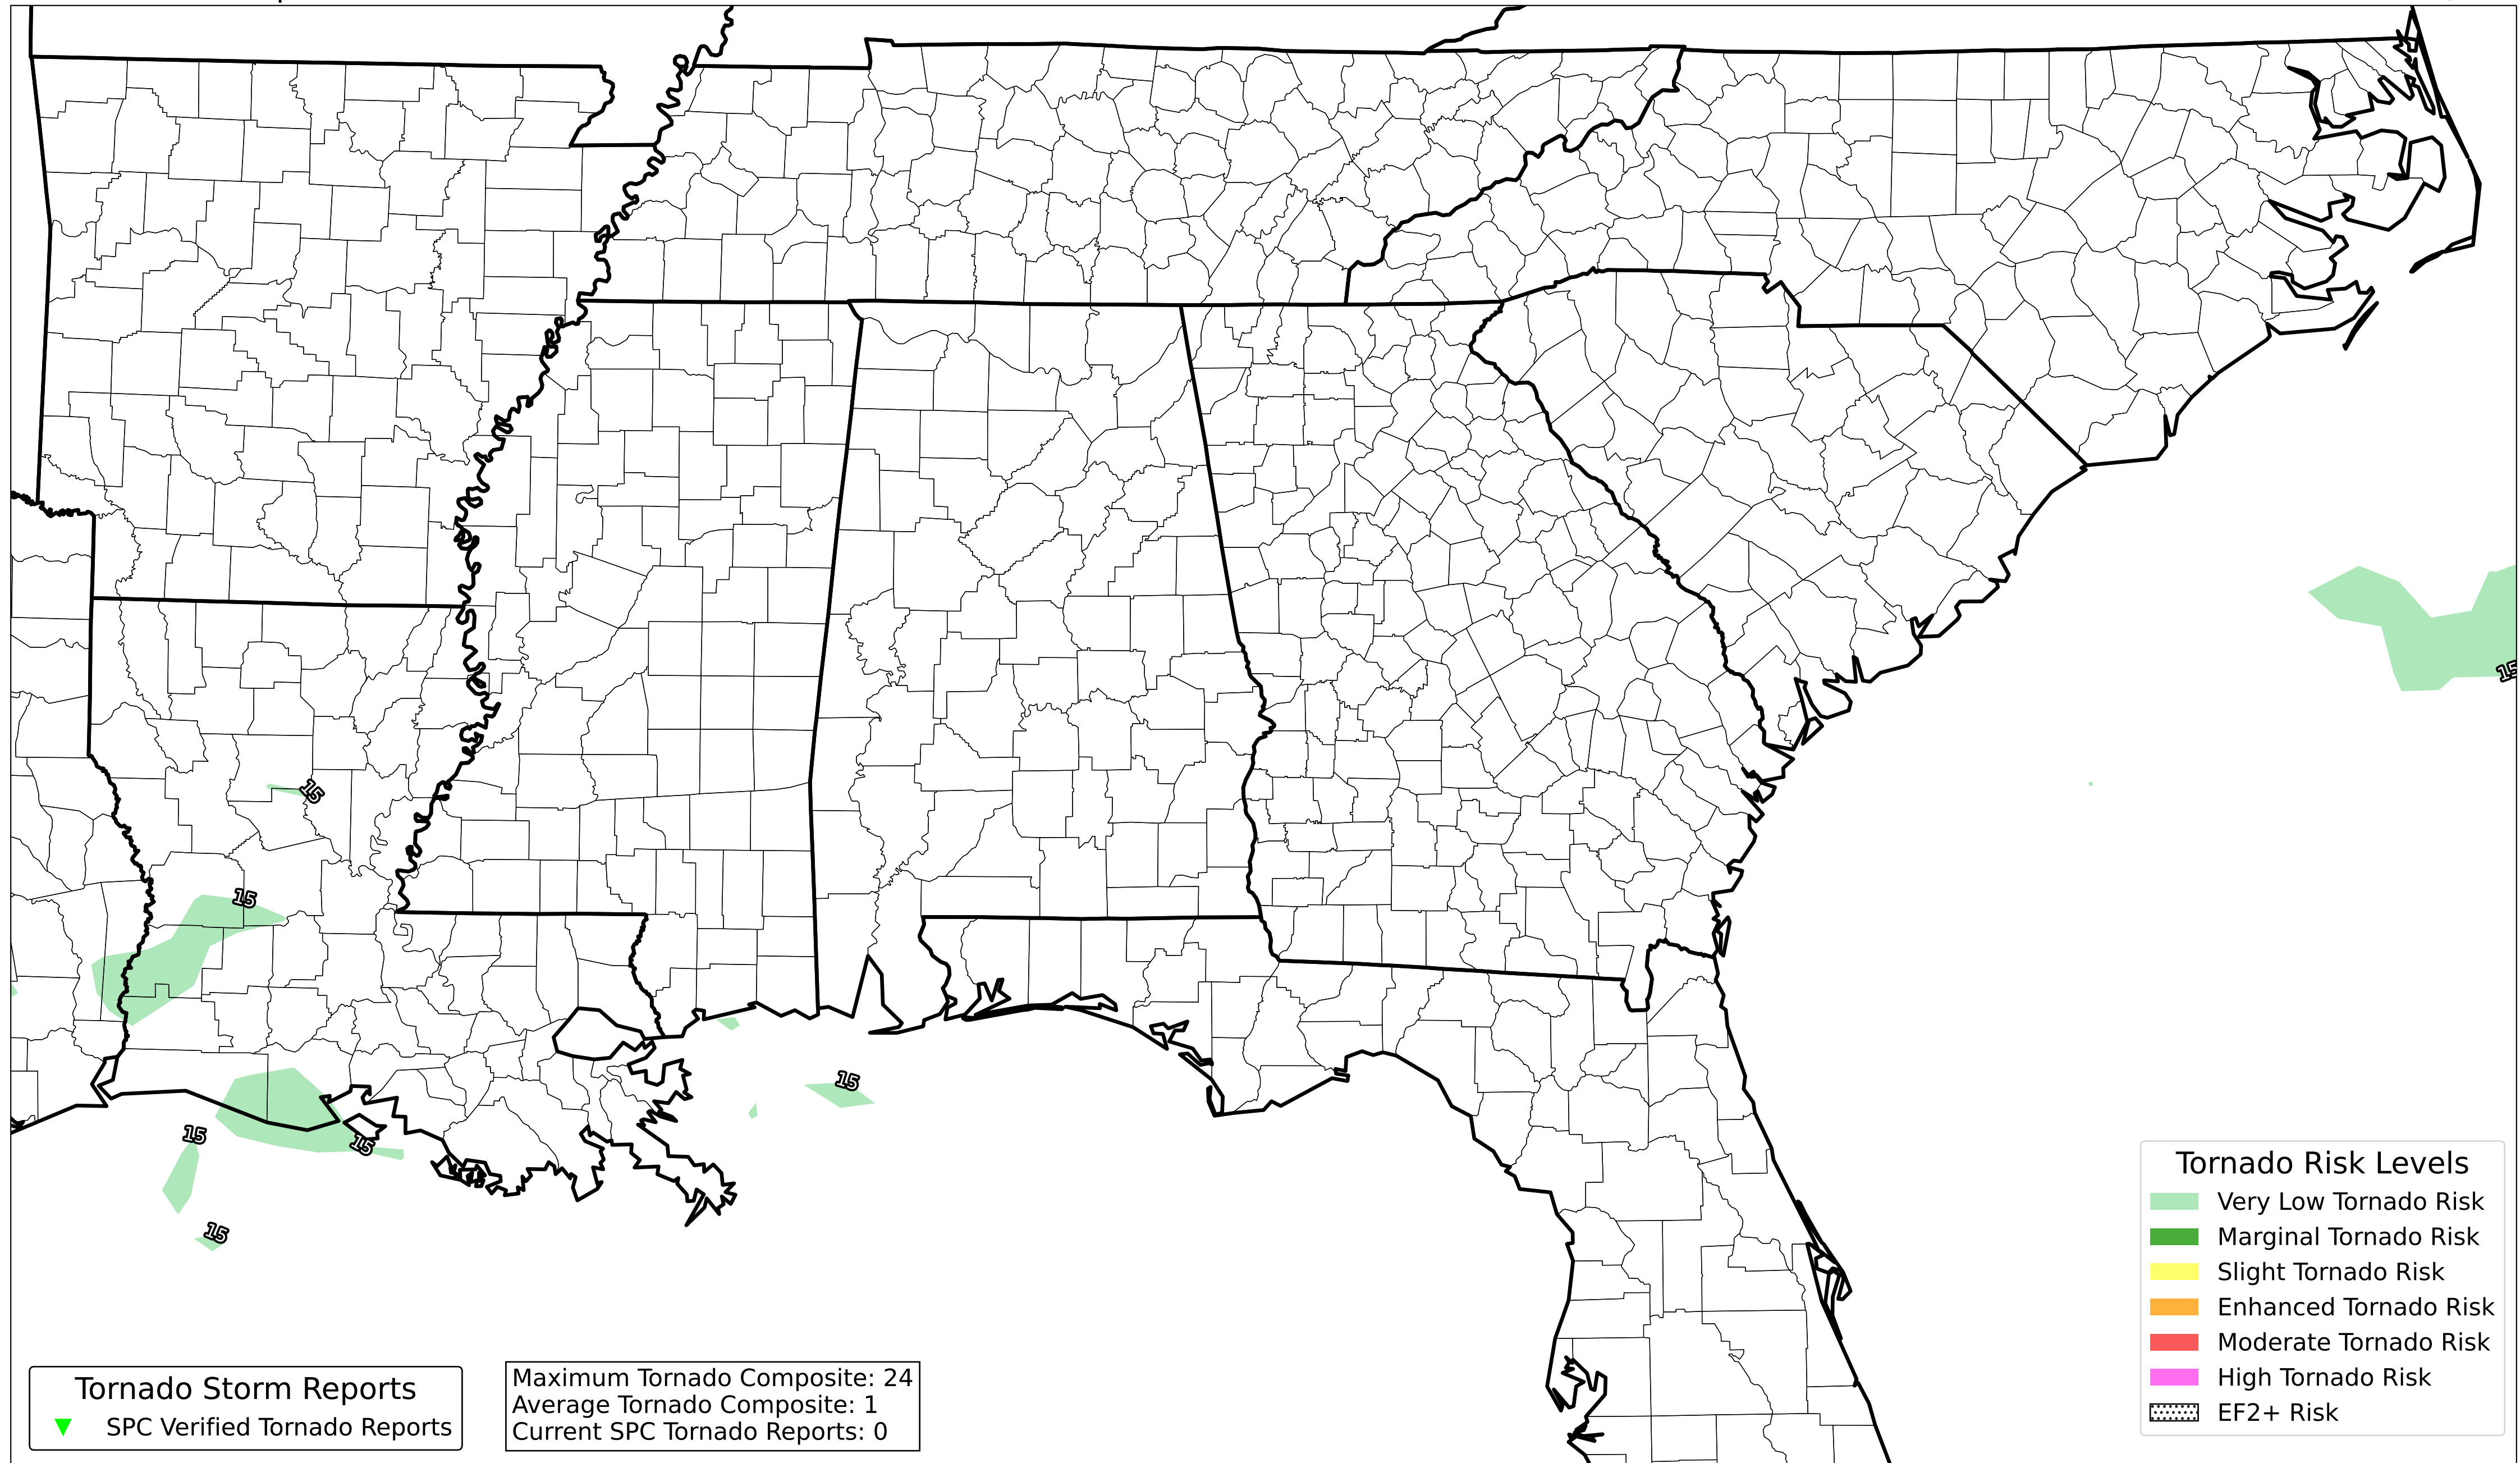 15
15
15
15
15
15
15
Tornado Risk Levels
Very Low Tornado Risk
Marginal Tornado Risk
Slight Tornado Risk
Enhanced Tornado Risk
Moderate Tornado Risk
High Tornado Risk
EF2+ Risk
Tornado Storm Reports
SPC Verified Tornado Reports
Maximum Tornado Composite: 24
Average Tornado Composite: 1
Current SPC Tornado Reports: 0